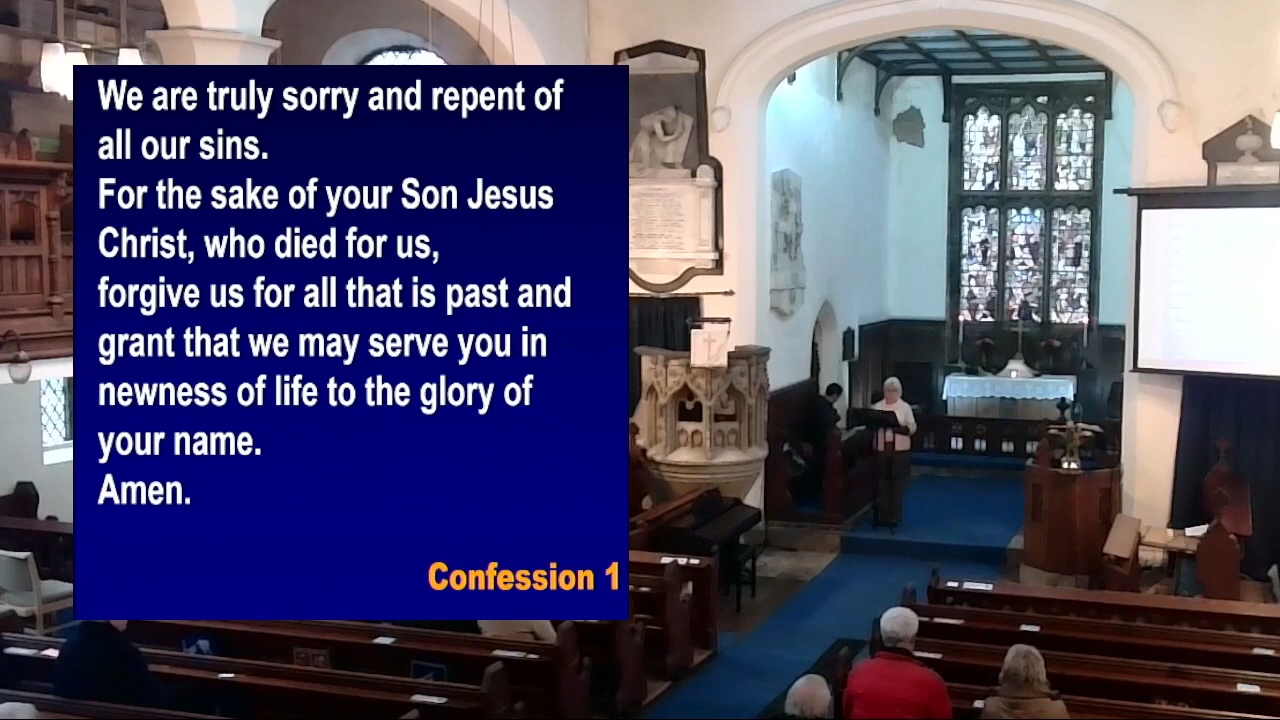 We are truly sorry and repent of
all our sins.
For the sake of your Son Jesus
Christ, who died for us,
forgive us for all that is past and
grant that we may serve you in
newness of life to the glory of
your name.
Amen.
Confession 1